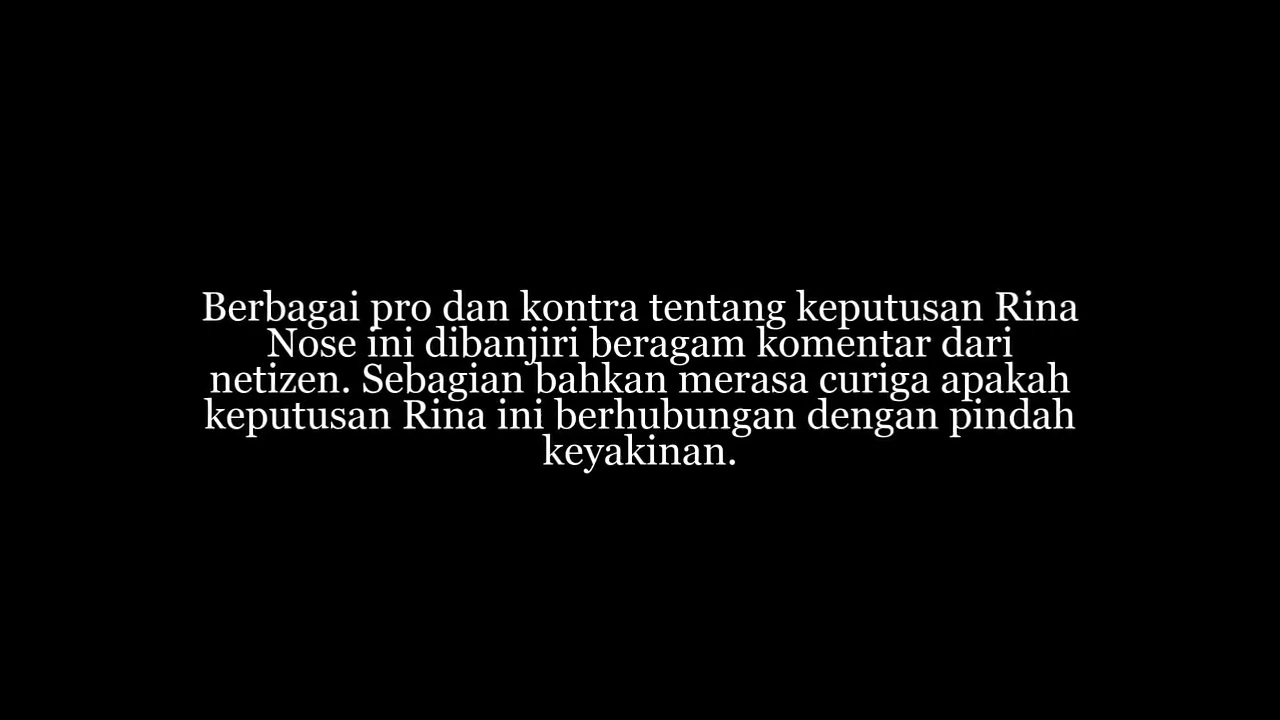 Berbagai pro dan kontra tentang keputusan Rina
Nose ini dibanjiri beragam komentar dari
netizen. Sebagian bahkan merasa curiga apakah
keputusan Rina ini berhubungan dengan pindah
keyakinan.